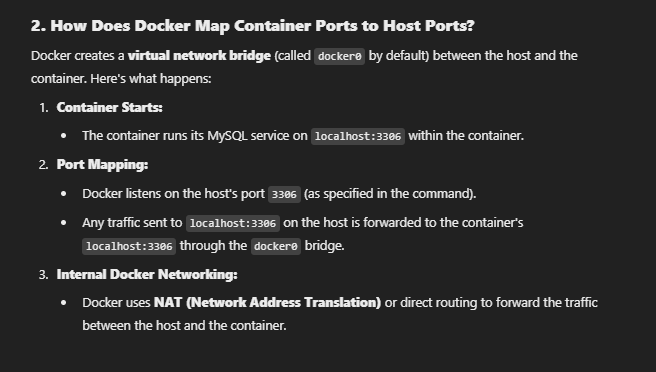 2. How Does Docker Map Container Ports to Host Ports?
Docker creates a virtual network bridge (called docker0 by default) between the host and the
container. Here's what happens:
1. Container Starts:
• The container runs its MySQL service on localhost:3306 within the container.
2. Port Mapping:
• Docker listens on the host's port 3306 (as specified in the command).
• Any traffic sent to localhost:3306 on the host is forwarded to the container's
localhost:3306 through the docker0 bridge.
3. Internal Docker Networking:
• Docker uses NAT (Network Address Translation) or direct routing to forward the traffic
between the host and the container.